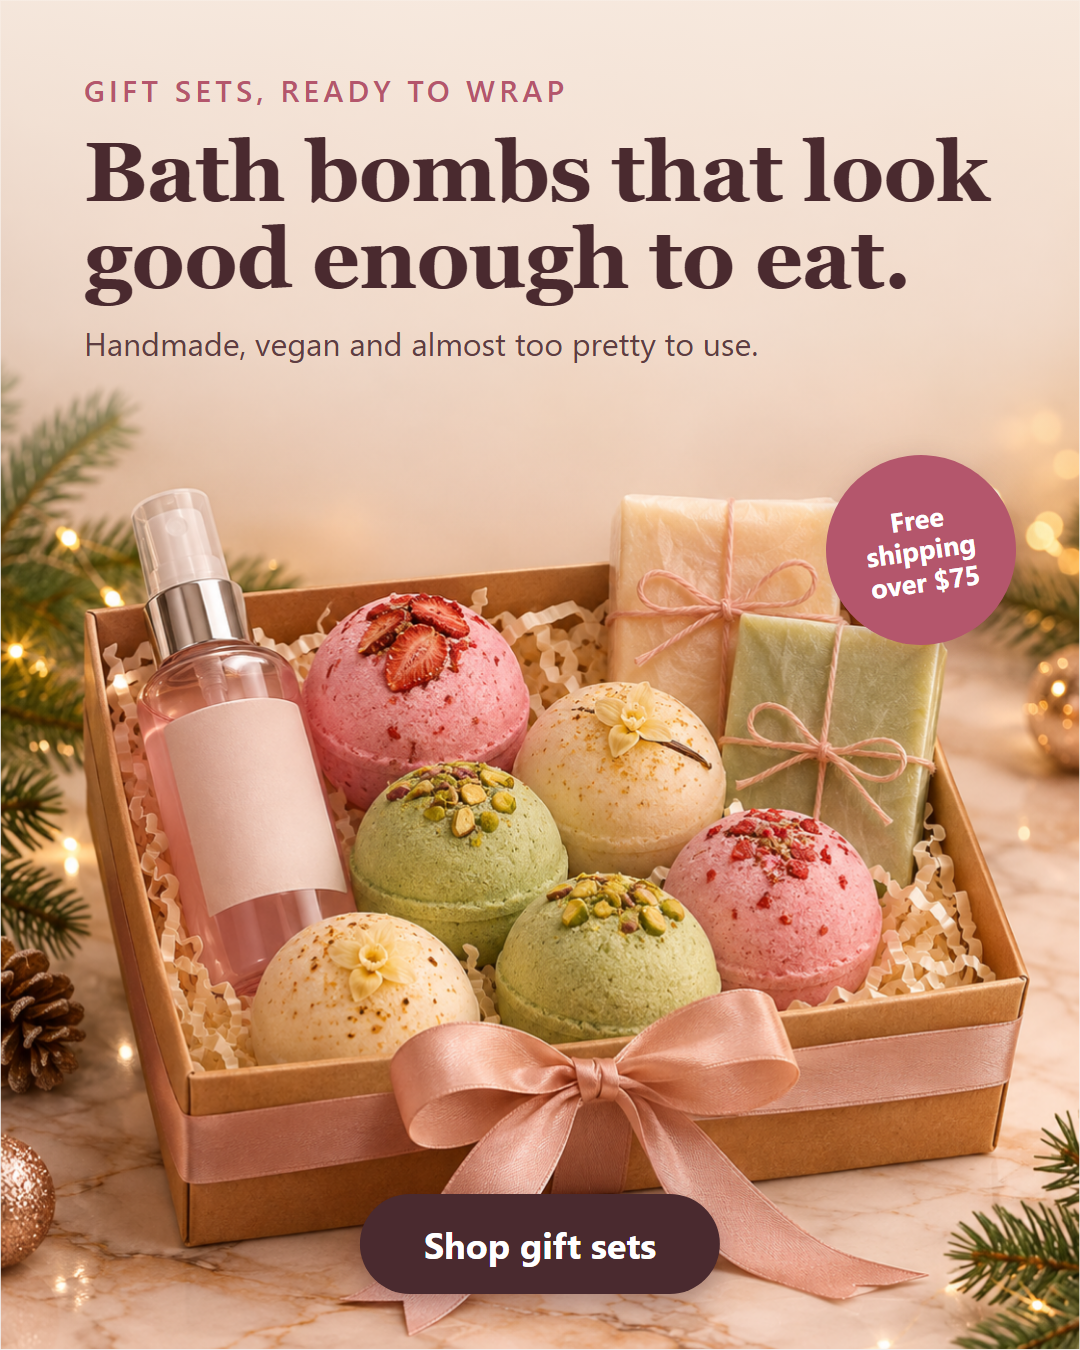 GIFT SETS, READY TO WRAP
Bath bombs that look
good enough to eat.
Handmade, vegan and almost too pretty to use.
Free
shipping
over $75
Shop gift sets